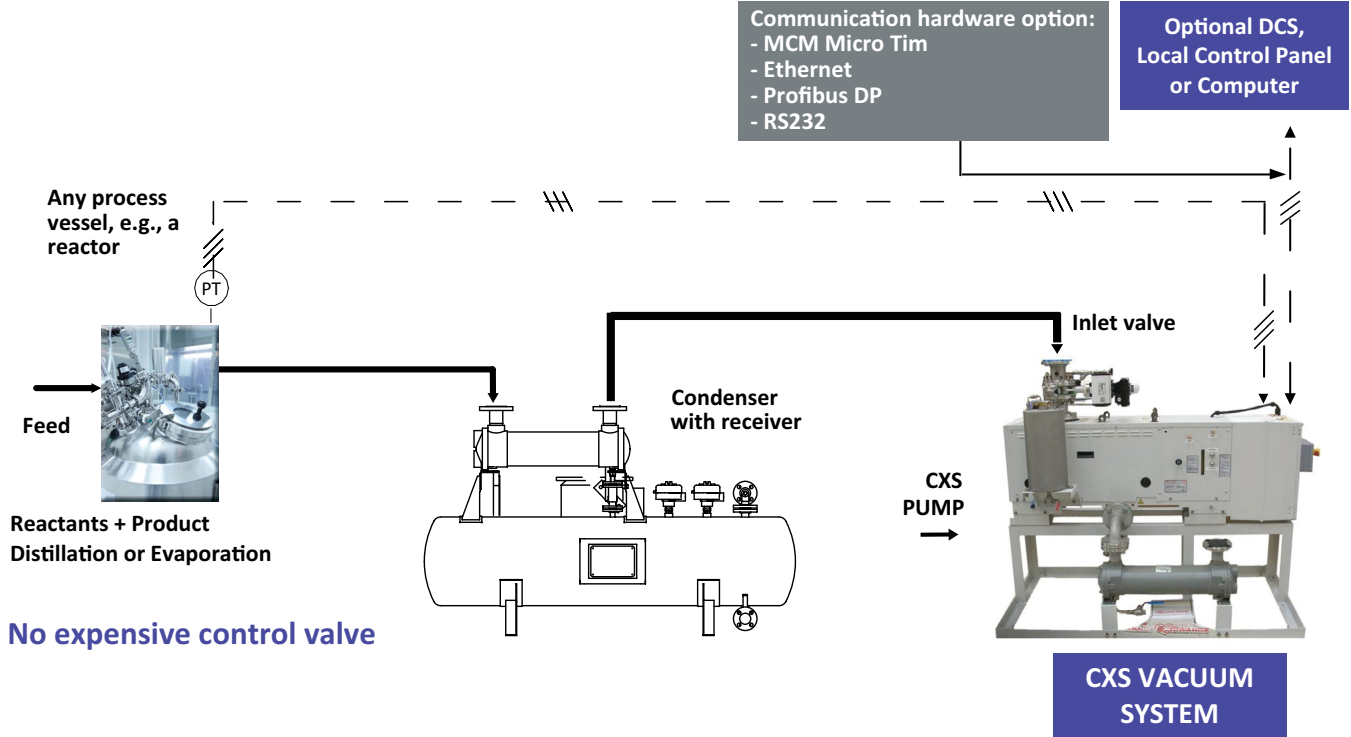 Communication hardware option:
- MCM Micro Tim
- Ethernet
- Profibus DP
- RS232
Optional DCS,
Local Control Panel
or Computer
Any process
vessel, e.g., a
reactor
PT
Inlet valve
Feed
Condenser
with receiver
CXS
PUMP
Reactants + Product
Distillation or Evaporation
No expensive control valve
CXS VACUUM
SYSTEM